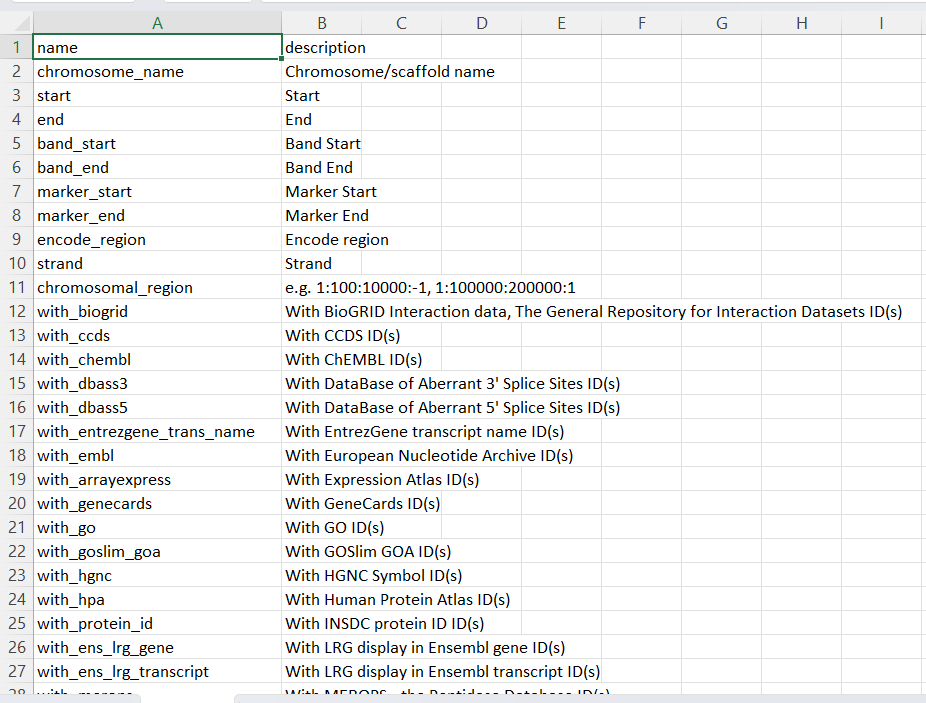 A B C D E F G H I
1 name description
2 chromosome_name Chromosome/scaffold name
3 start Start
4 end End
5 band_start Band Start
6 band_end Band End
7 marker_start Marker Start
8 marker_end Marker End
9 encode_region Encode region
10 strand Strand
11 chromosomal_region e.g. 1:100:10000:-1, 1:100000:200000:1
12 with_biogrid With BioGRID Interaction data, The General Repository for Interaction Datasets ID(s)
13 with_ccds With CCDS ID(s)
14 with_chembl With ChEMBL ID(s)
15 with_dbass3 With DataBase of Aberrant 3' Splice Sites ID(s)
16 with_dbass5 With DataBase of Aberrant 5' Splice Sites ID(s)
17 with_entrezgene_trans_name With EntrezGene transcript name ID(s)
18 with_embl With European Nucleotide Archive ID(s)
19 with_arrayexpress With Expression Atlas ID(s)
20 with_genecards With GeneCards ID(s)
21 with_go With GO ID(s)
22 with_goslim_goa With GOSlim GOA ID(s)
23 with_hgnc With HGNC Symbol ID(s)
24 with_hpa With Human Protein Atlas ID(s)
25 with_protein_id With INSDC protein ID ID(s)
26 with_ens_lrg_gene With LRG display in Ensembl gene ID(s)
27 with_ens_lrg_transcript With LRG display in Ensembl transcript ID(s)
28 with_merops With MEROPS - the Peptidase Database ID(s)